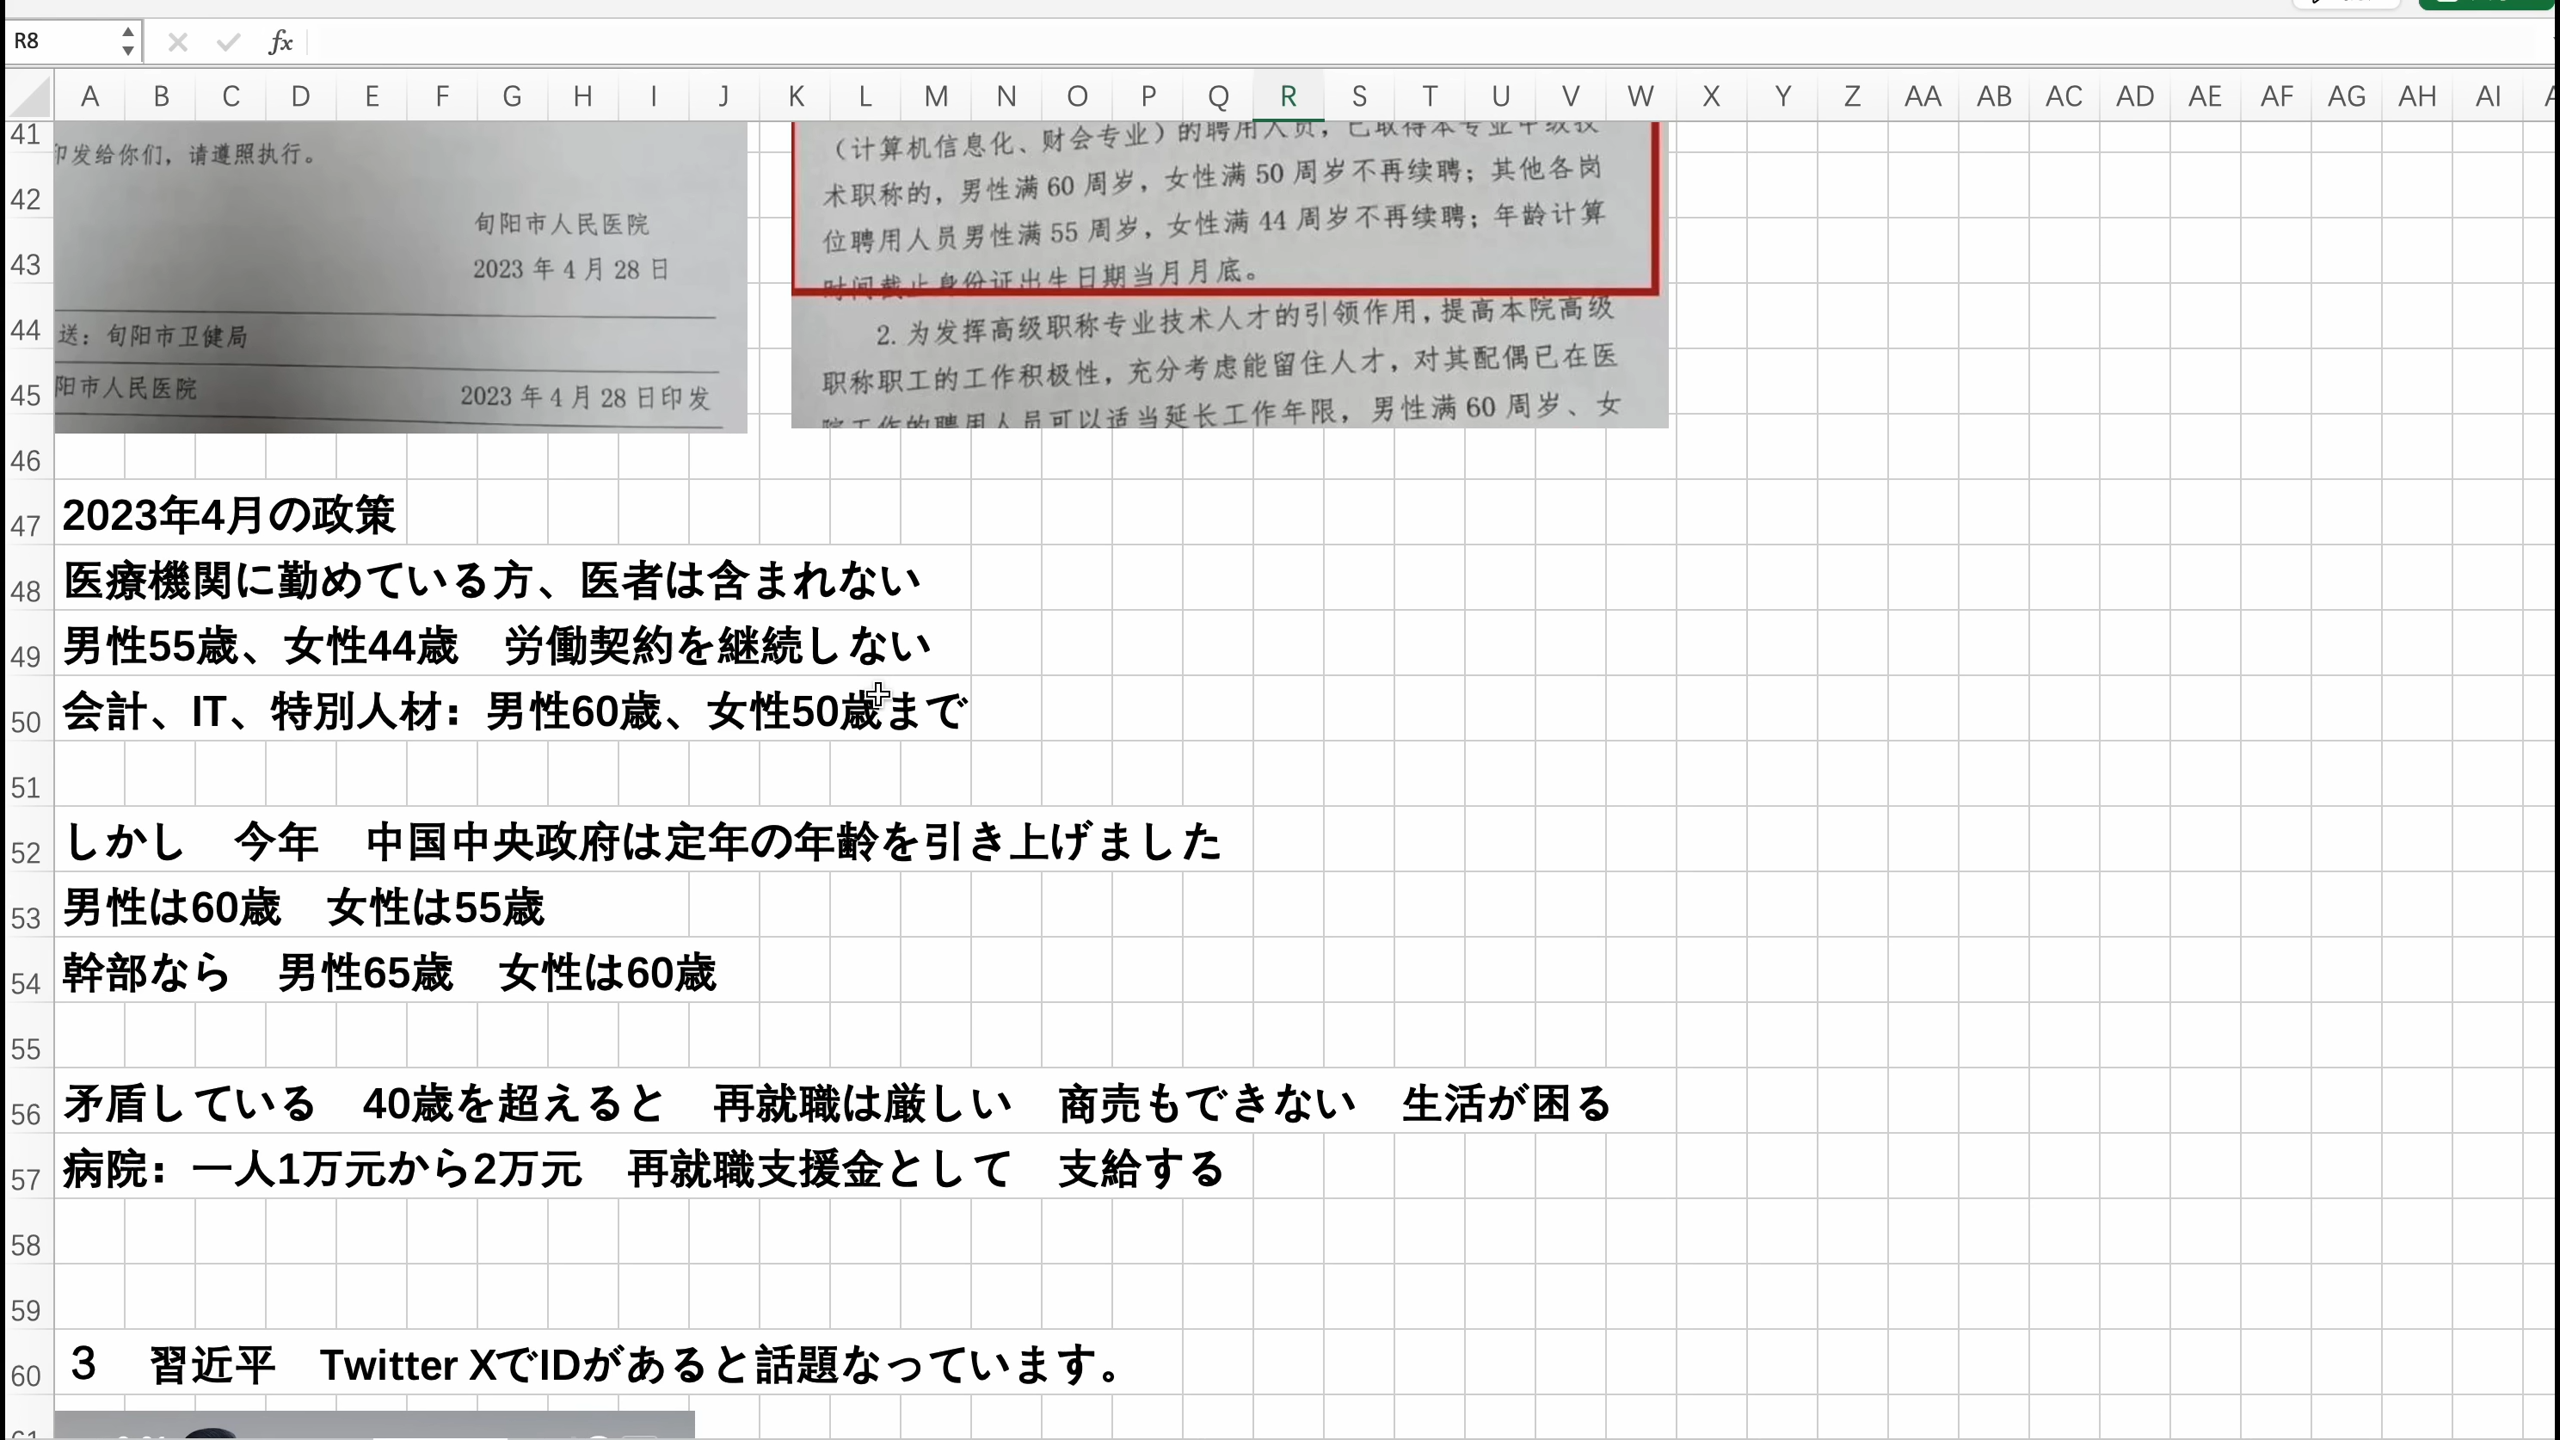 R8
fx
A B C D E F G H I J K L M N O P Q R S T U V W X Y Z AA AB AC AD AE AF AG AH AI
41
42
43
44
45
46
47
48
49
50
51
52
53
54
55
56
57
58
59
60
61
印发给你们，请遵照执行。
旬阳市人民医院
2023 年 4 月 28 日
送：旬阳市卫健局
阳市人民医院 2023 年 4 月 28 日印发
（计算机信息化、财会专业）的聘用人员，已取得本专业中级技
术职称的，男性满 60 周岁，女性满 50 周岁不再续聘；其他各岗
位聘用人员男性满 55 周岁，女性满 44 周岁不再续聘；年龄计算
时间截止身份证出生日期当月月底。
2. 为发挥高级职称专业技术人才的引领作用，提高本院高级
职称职工的工作积极性，充分考虑能留住人才，对其配偶已在医
院工作的聘用人员可以适当延长工作年限，男性满 60 周岁、女
2023年4月の政策
医療機関に勤めている方、医者は含まれない
男性55歳、女性44歳　労働契約を継続しない
会計、IT、特別人材：男性60歳、女性50歳まで
しかし　今年　中国中央政府は定年の年齢を引き上げました
男性は60歳　女性は55歳
幹部なら　男性65歳　女性は60歳
矛盾している　40歳を超えると　再就職は厳しい　商売もできない　生活が困る
病院：一人1万元から2万元　再就職支援金として　支給する
３　習近平　Twitter XでIDがあると話題なっています。